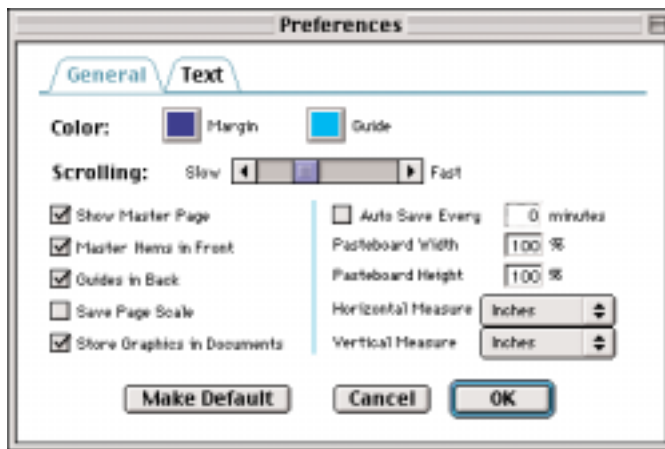 Preferences
General Text
Color: Margin Guide
Scrolling: Slow Fast
Show Master Page
Master Items in Front
Guides in Back
Save Page Scale
Store Graphics in Documents
Auto Save Every 0 minutes
Pasteboard Width 100 %
Pasteboard Height 100 %
Horizontal Measure Inches
Vertical Measure Inches
Make Default Cancel OK